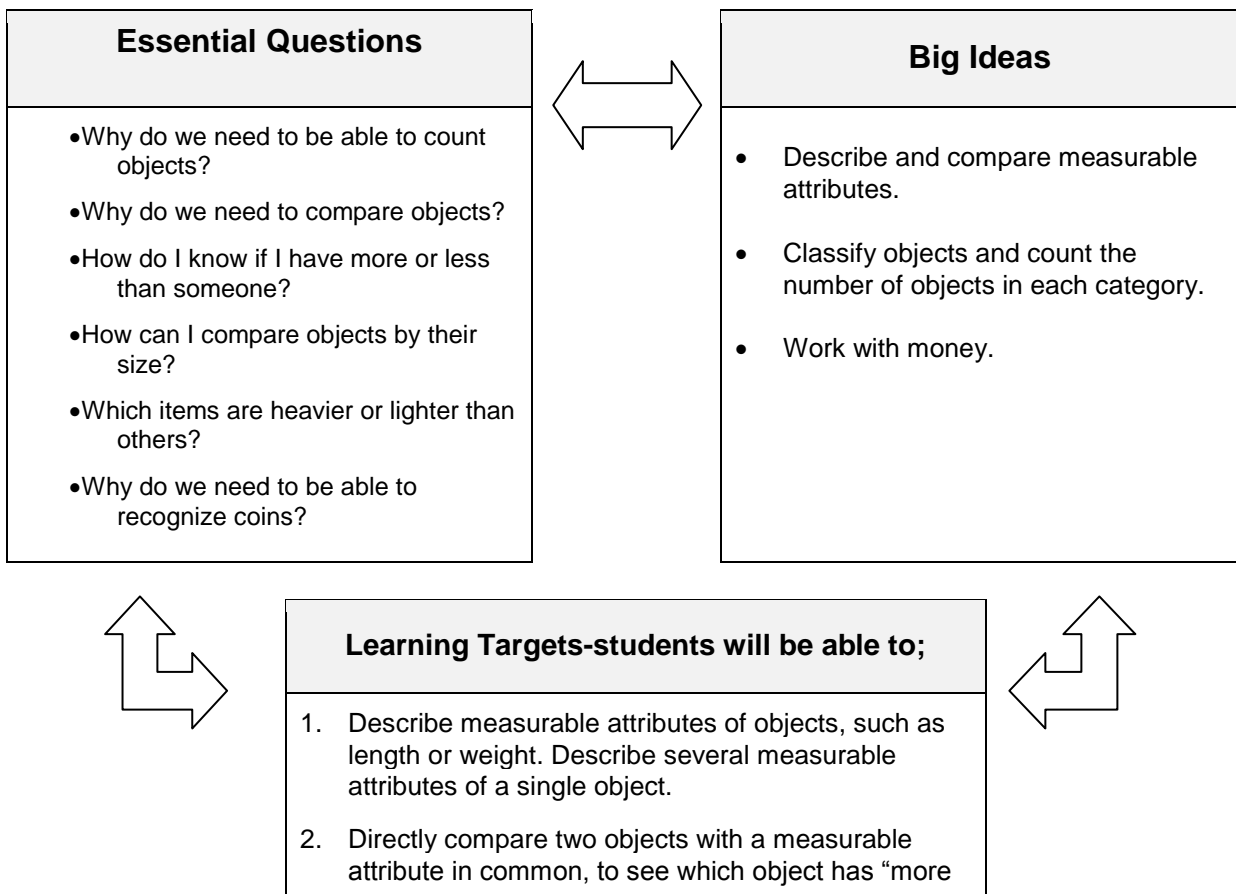 Essential Questions
•Why do we need to be able to count
objects?
•Why do we need to compare objects?
•How do I know if I have more or less
than someone?
•How can I compare objects by their
size?
•Which items are heavier or lighter than
others?
•Why do we need to be able to
recognize coins?
Big Ideas
• Describe and compare measurable
attributes.
• Classify objects and count the
number of objects in each category.
• Work with money.
Learning Targets-students will be able to;
1. Describe measurable attributes of objects, such as
length or weight. Describe several measurable
attributes of a single object.
2. Directly compare two objects with a measurable
attribute in common, to see which object has “more